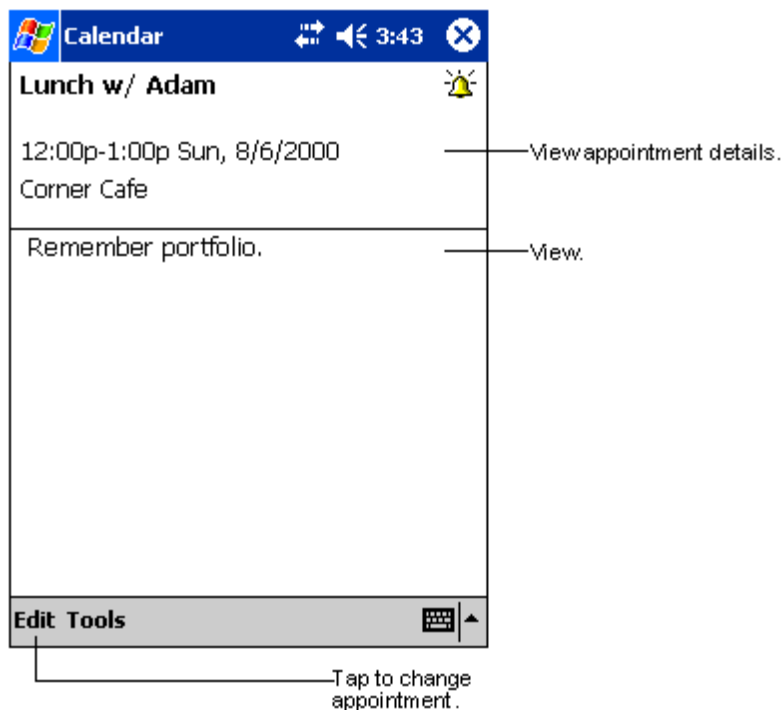 Calendar 3:43
Lunch w/ Adam
12:00p-1:00p Sun, 8/6/2000
View appointment details.
Corner Cafe
Remember portfolio.
View.
Edit Tools
Tap to change
appointment.